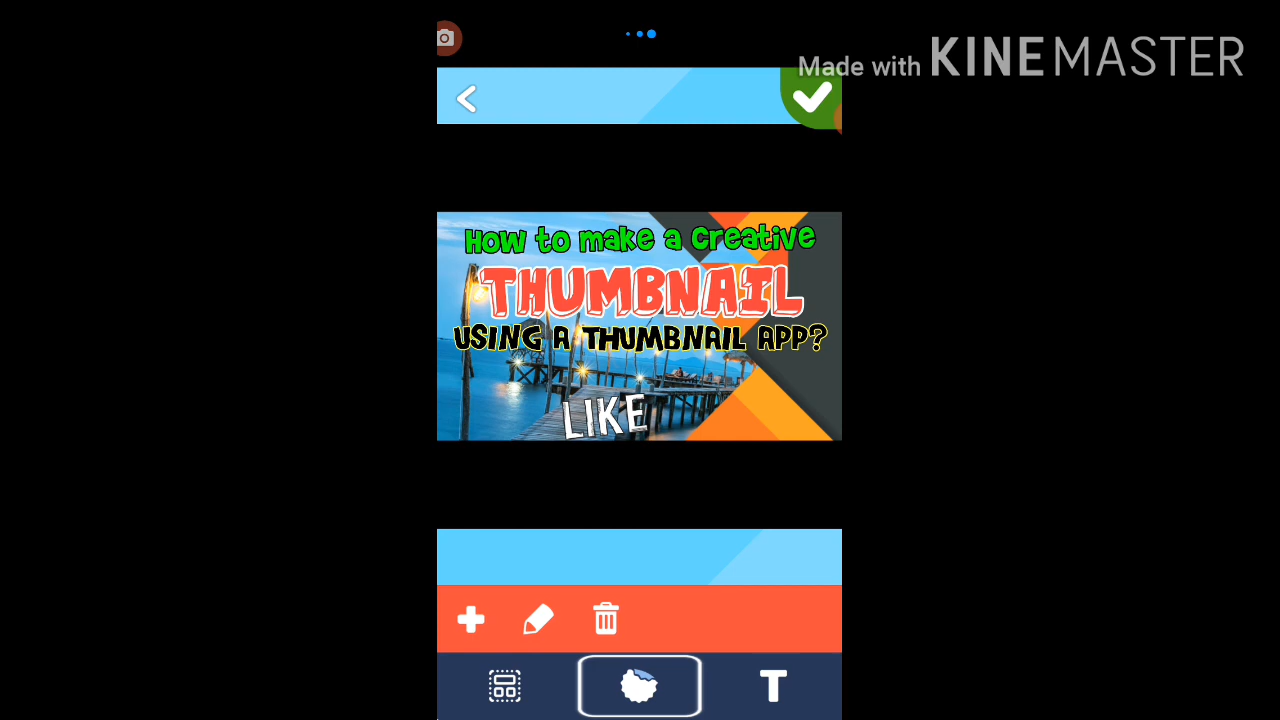 Made with KINEMASTER
How to make a creative
THUMBNAIL
USING A THUMBNAIL APP?
LIKE
T